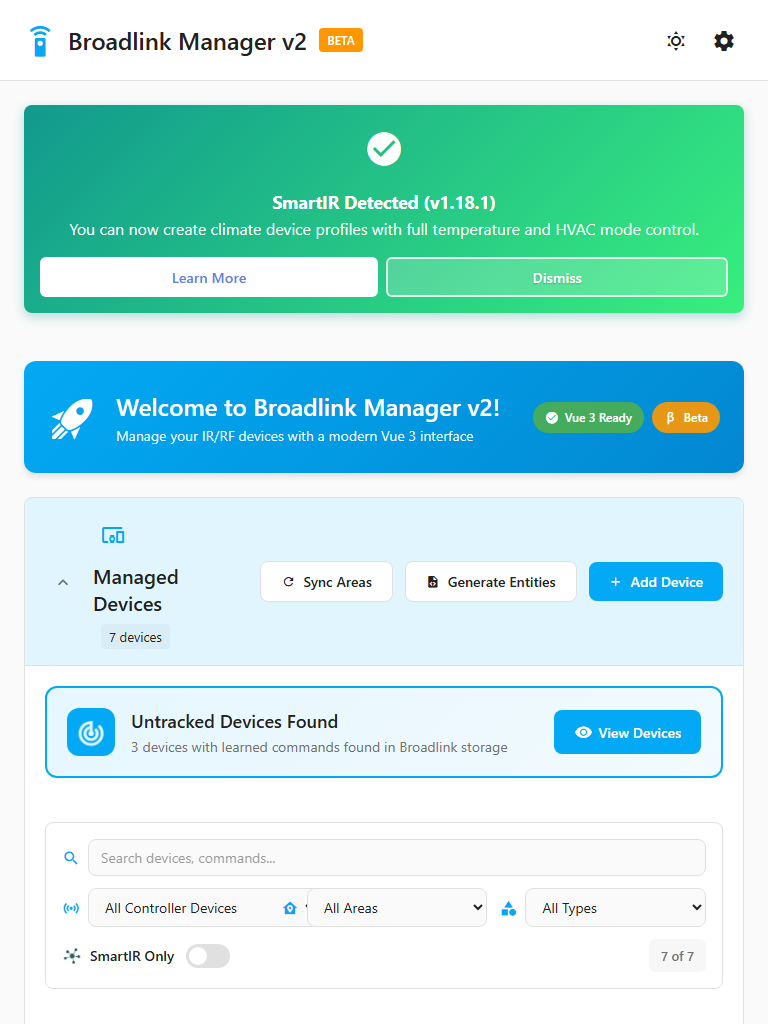 Broadlink Manager v2 BETA
SmartIR Detected (v1.18.1)
You can now create climate device profiles with full temperature and HVAC mode control.
Learn More Dismiss
Welcome to Broadlink Manager v2!
Manage your IR/RF devices with a modern Vue 3 interface
Vue 3 Ready
β Beta
Managed
Devices
7 devices
Sync Areas Generate Entities + Add Device
Untracked Devices Found
3 devices with learned commands found in Broadlink storage
View Devices
Search devices, commands...
All Controller Devices All Areas All Types
SmartIR Only 7 of 7